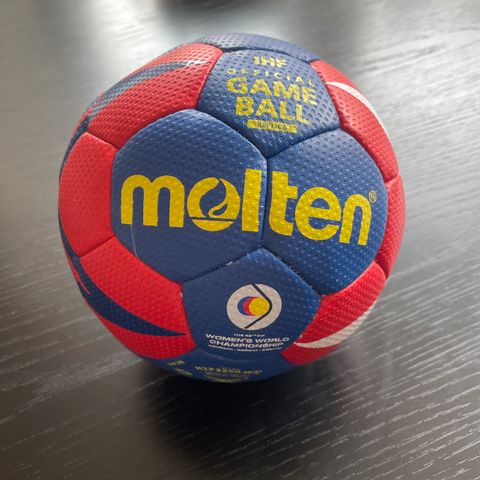 IHF
OFFICIAL
GAME
BALL
molten®
WOMEN'S WORLD
CHAMPIONSHIP